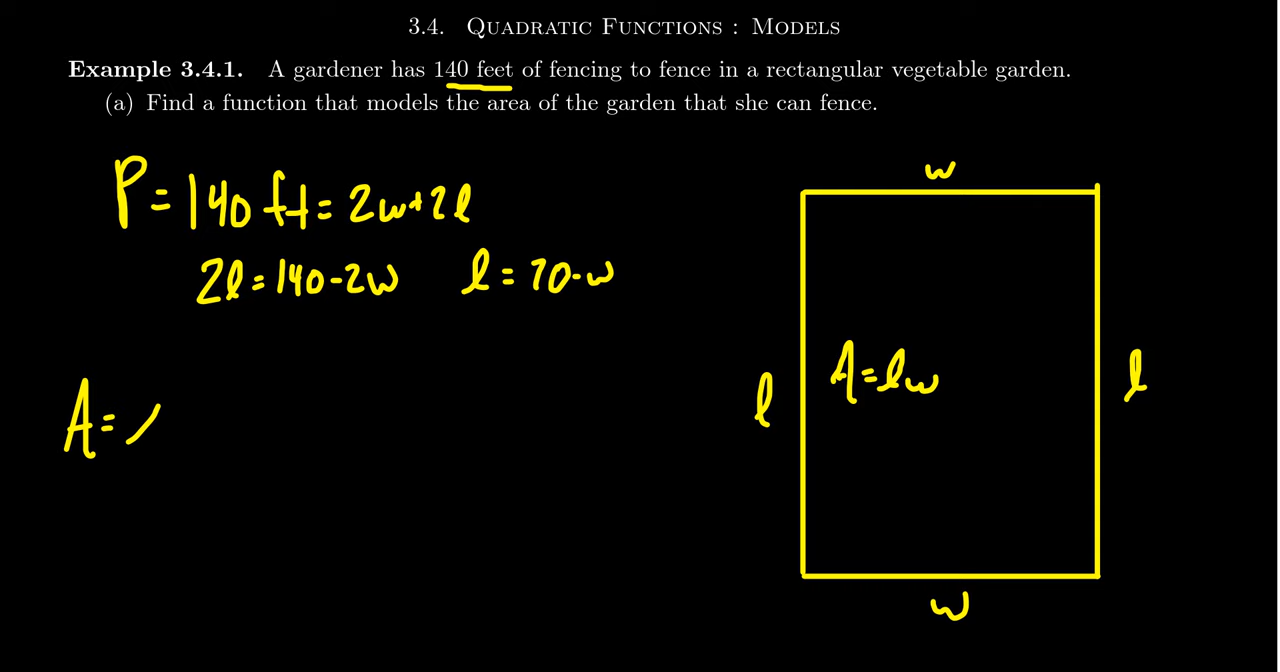 3.4. QUADRATIC FUNCTIONS : MODELS
Example 3.4.1. A gardener has 140 feet of fencing to fence in a rectangular vegetable garden.
(a) Find a function that models the area of the garden that she can fence.
P = 140 ft = 2w + 2l
2l = 140 - 2w l = 70 - w
A =
w
l
A = lw
l
w